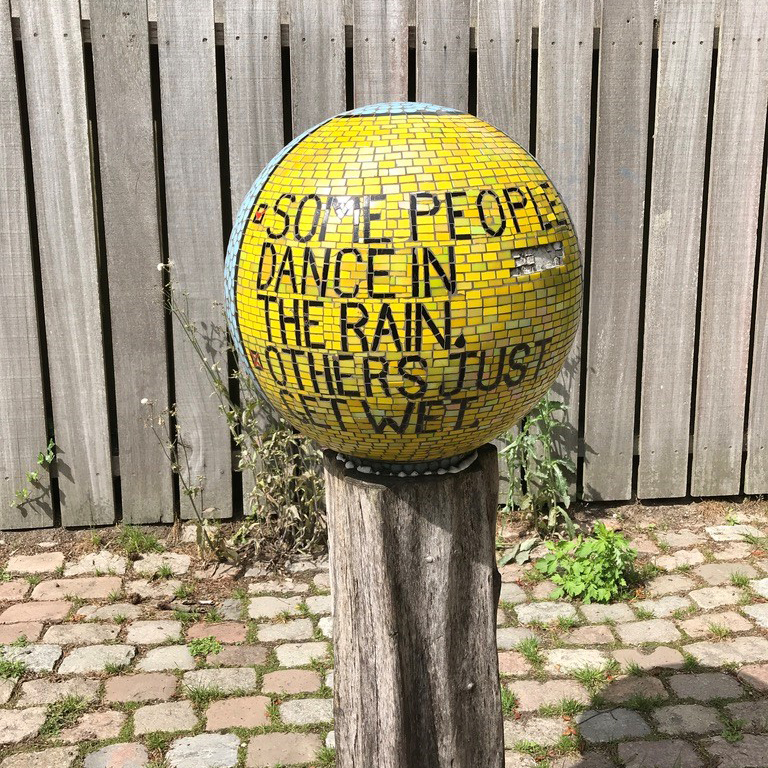 SOME PEOPLE
DANCE IN
THE RAIN.
OTHERS JUST
GET WET.